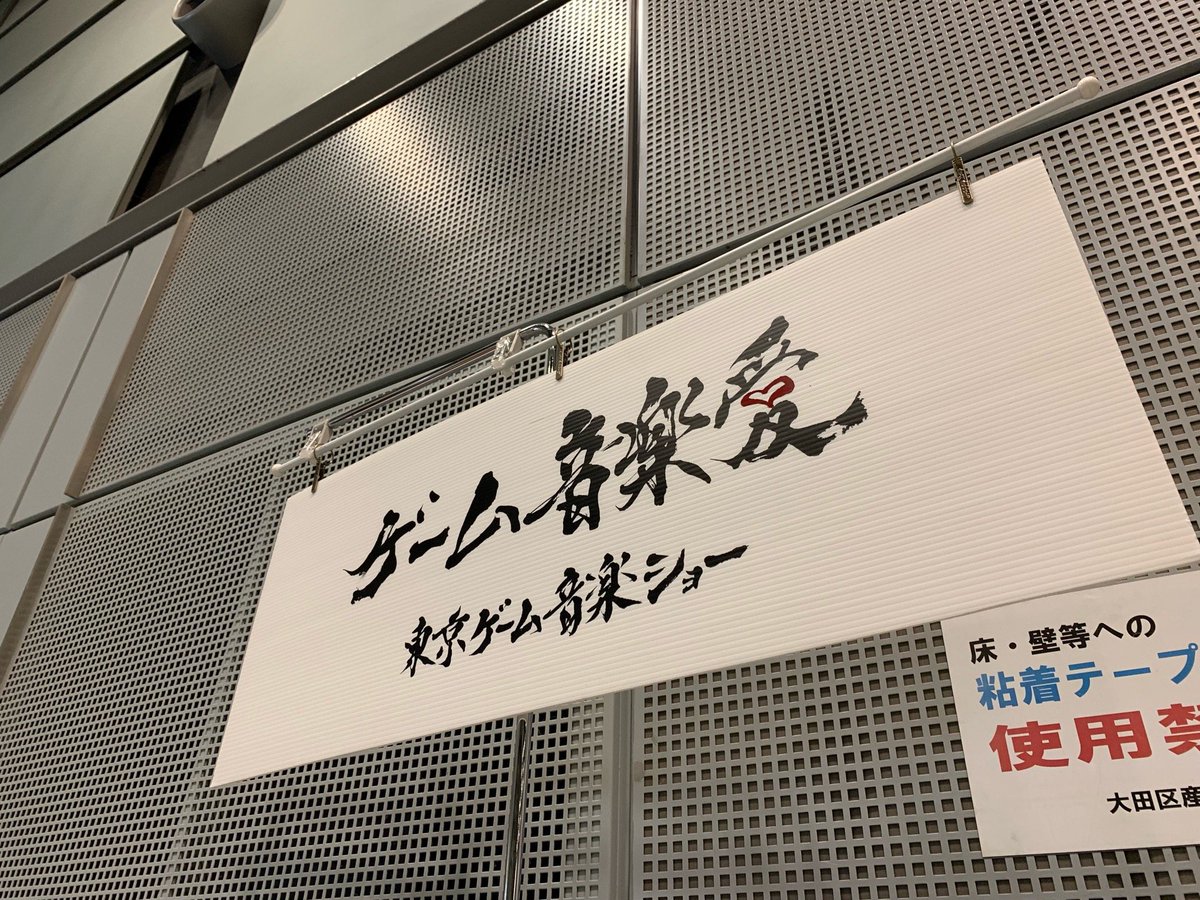 ゲーム音楽愛
東京ゲーム音楽ショー
床・壁等への
粘着テープ
使用禁
大田区産